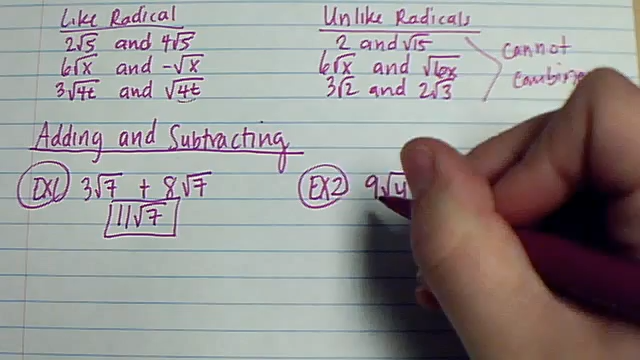 Like Radical
2√5 and 4√5
6√x and -√x
3√4t and √4t
Unlike Radicals
2 and √15
6√x and √6x
3√2 and 2√3
cannot
Adding and Subtracting
EX1 3√7 + 8√7
11√7
EX2 9√4